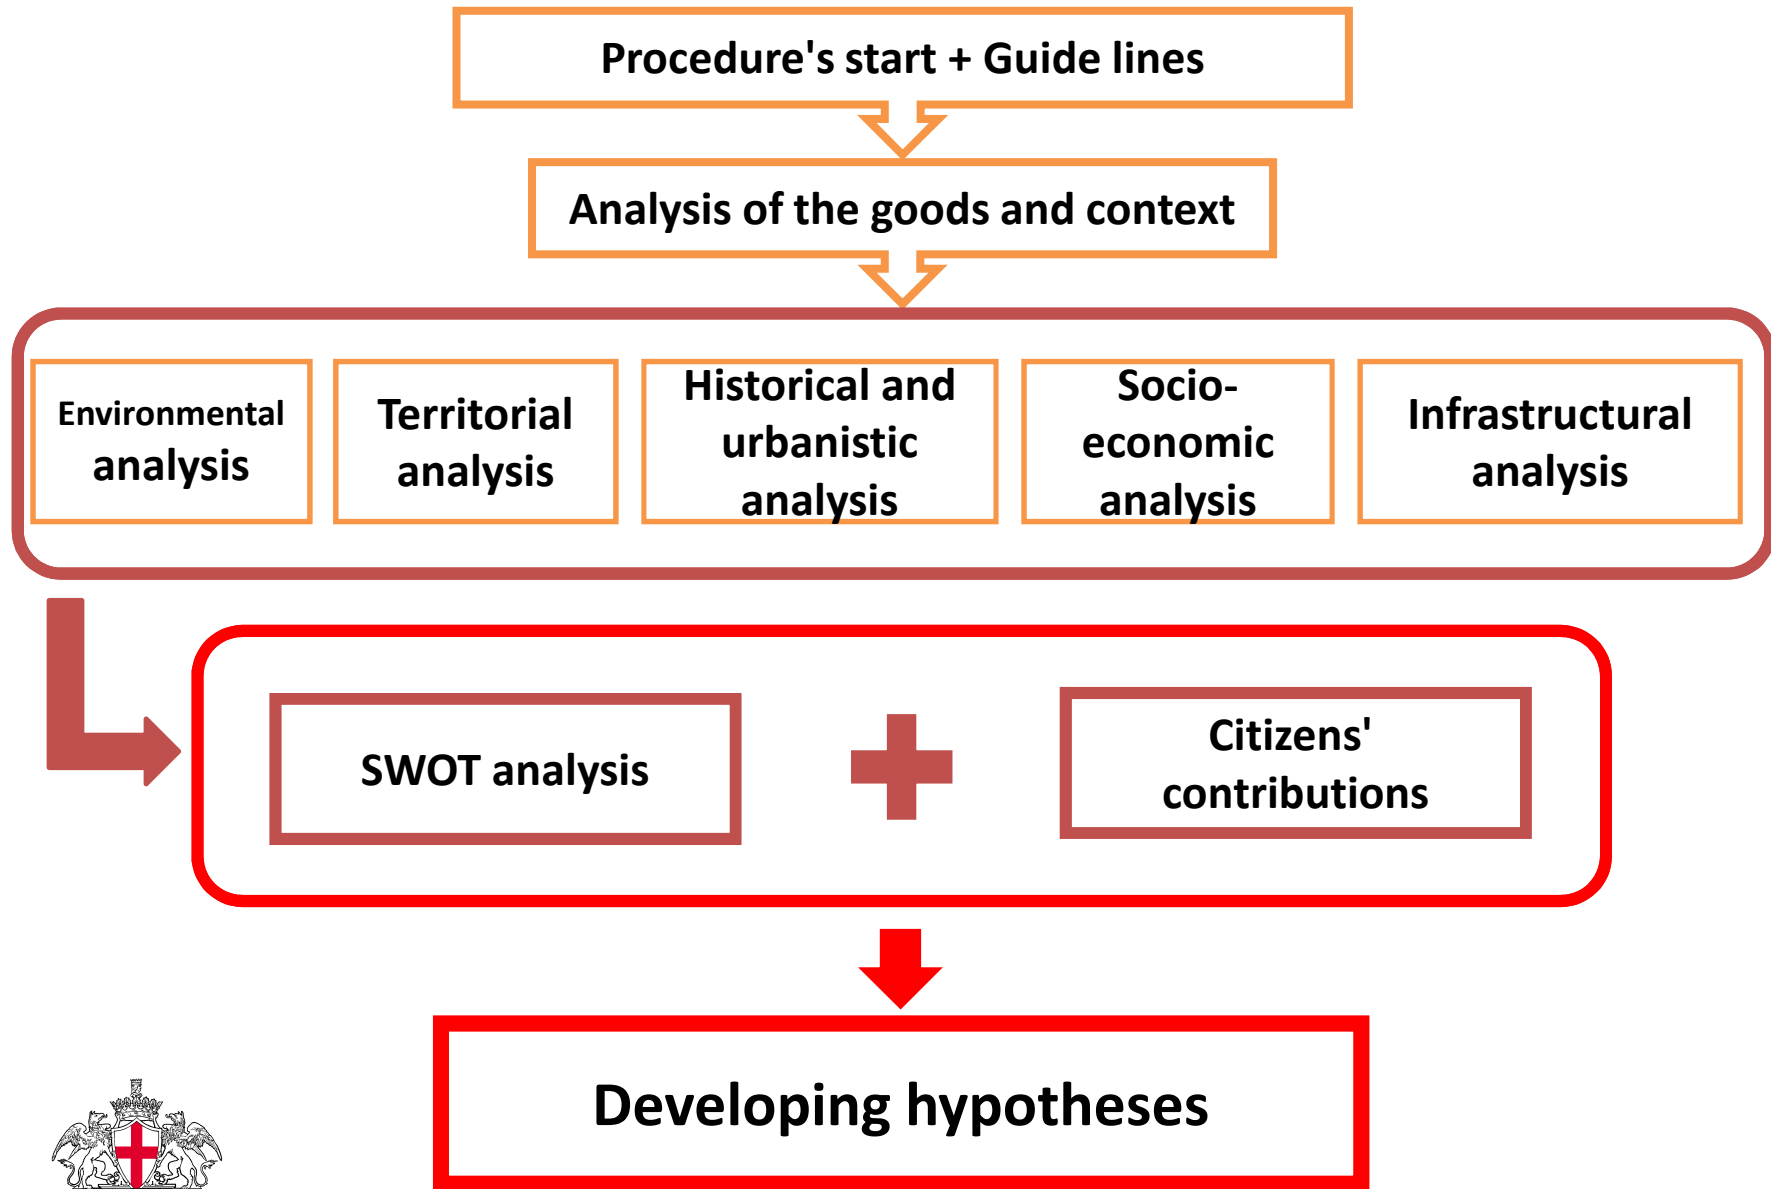 Procedure's start + Guide lines
Analysis of the goods and context
Environmental
analysis
Territorial
analysis
Historical and
urbanistic
analysis
Socio-
economic
analysis
Infrastructural
analysis
SWOT analysis
Citizens'
contributions
Developing hypotheses